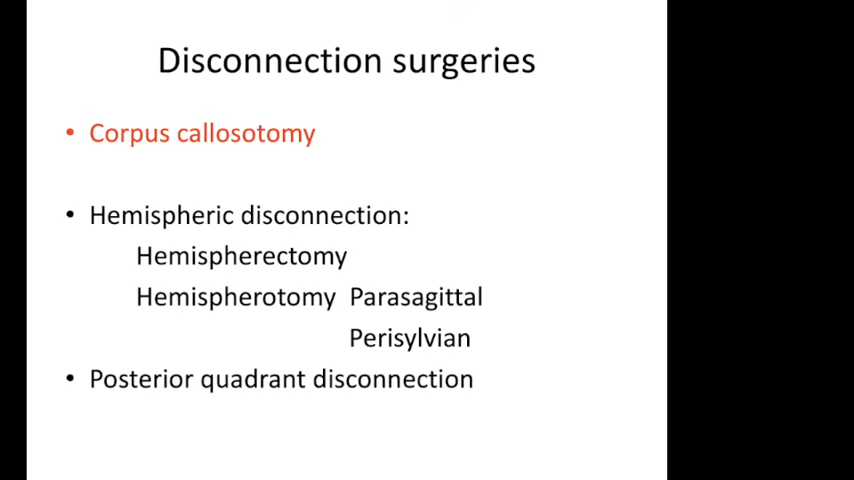 Disconnection surgeries
• Corpus callosotomy
• Hemispheric disconnection:
Hemispherectomy
Hemispherotomy Parasagittal
Perisylvian
• Posterior quadrant disconnection